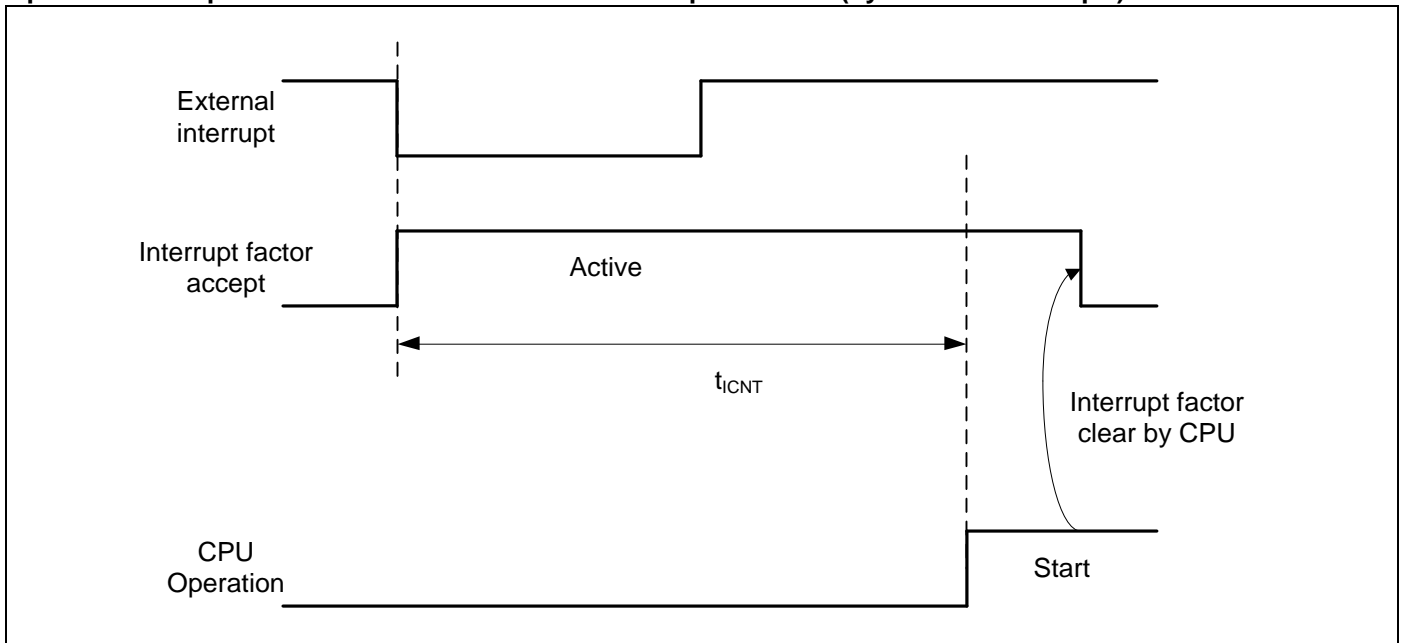 External
interrupt
Interrupt factor
accept
Active
tICNT
Interrupt factor
clear by CPU
CPU
Operation
Start